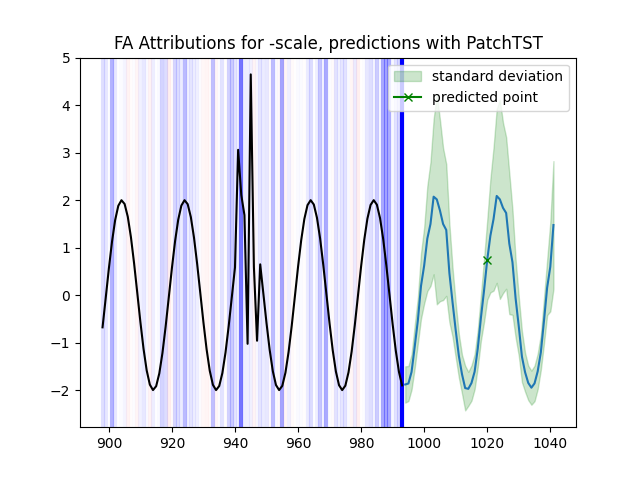 FA Attributions for -scale, predictions with PatchTST
standard deviation
predicted point
5
4
3
2
1
0
−1
−2
900 920 940 960 980 1000 1020 1040